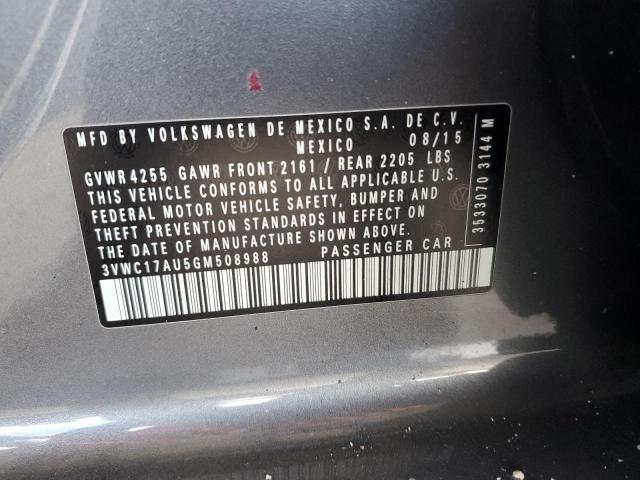 MFD BY VOLKSWAGEN DE MEXICO S.A. DE C.V.
MEXICO 08/15
GVWR 4255 GAWR FRONT 2161 / REAR 2205 LBS
THIS VEHICLE CONFORMS TO ALL APPLICABLE U.S.
FEDERAL MOTOR VEHICLE SAFETY, BUMPER AND
THEFT PREVENTION STANDARDS IN EFFECT ON
THE DATE OF MANUFACTURE SHOWN ABOVE.
3VWC17AU5GM508988 PASSENGER CAR
3533070 3144 M